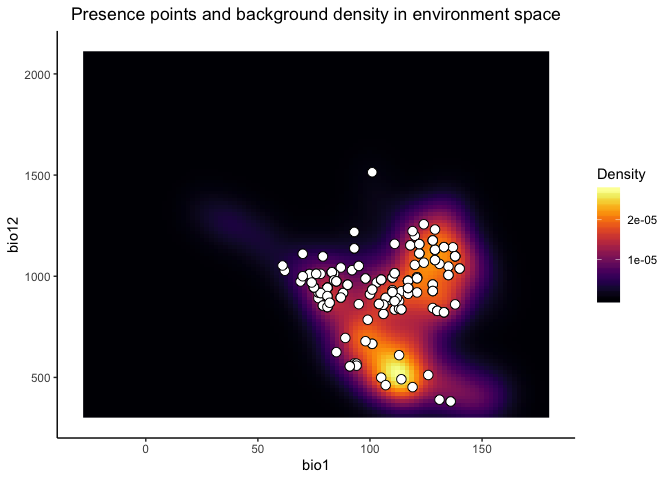 Presence points and background density in environment space
2000
1500
1000
500
bio12
0
50
100
150
bio1
Density
2e-05
1e-05